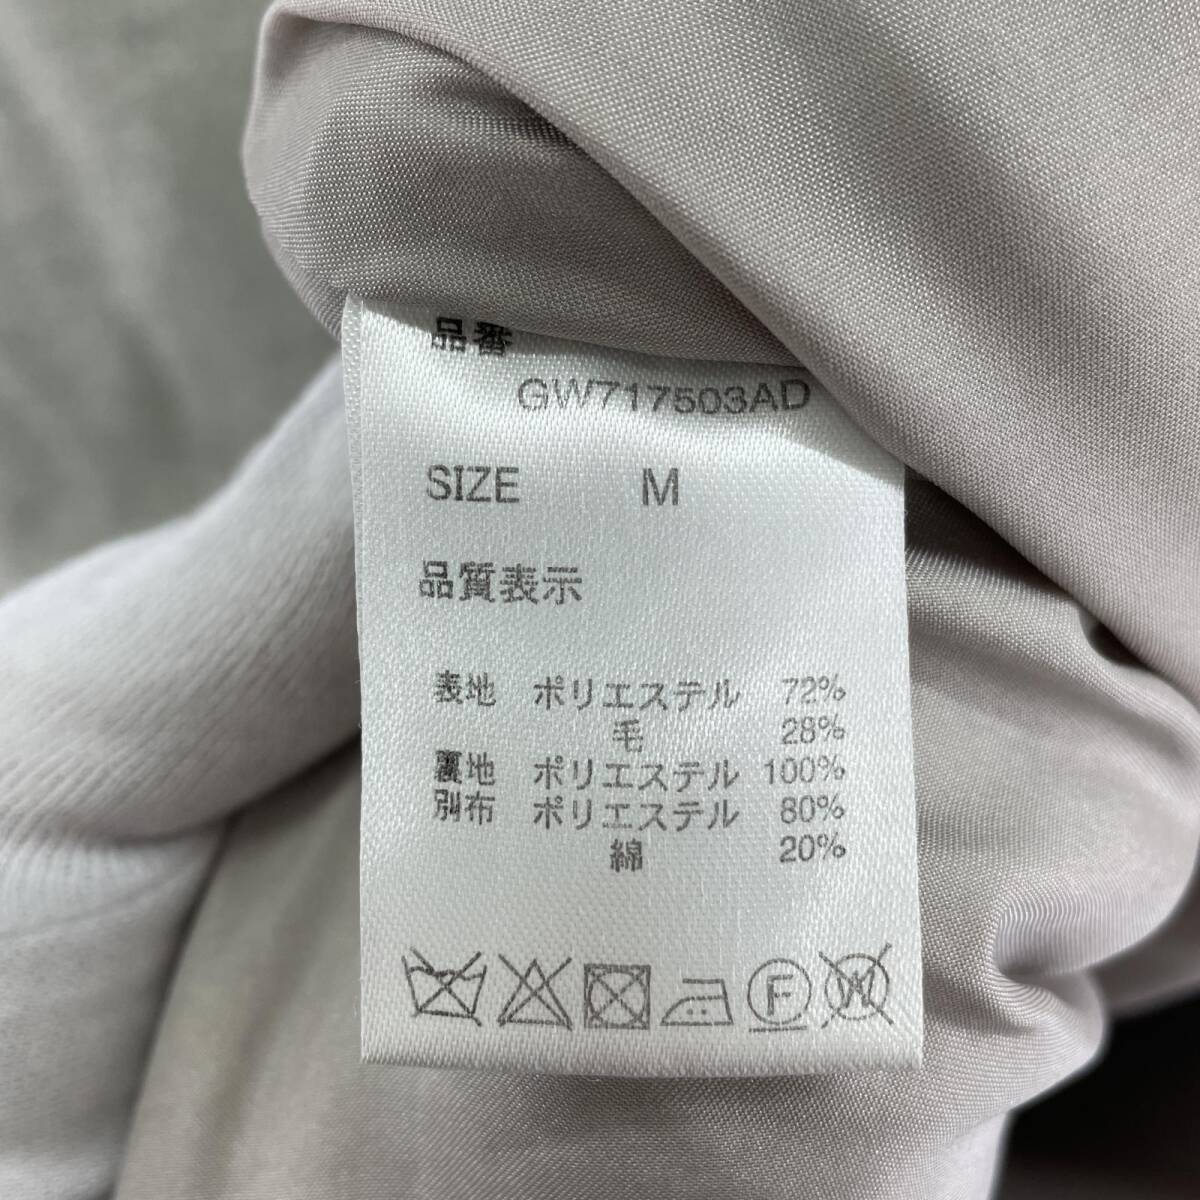 品番
GW717503AD
SIZE M
品質表示
表地 ポリエステル 72%
毛 28%
裏地 ポリエステル 100%
別布 ポリエステル 80%
綿 20%
F W